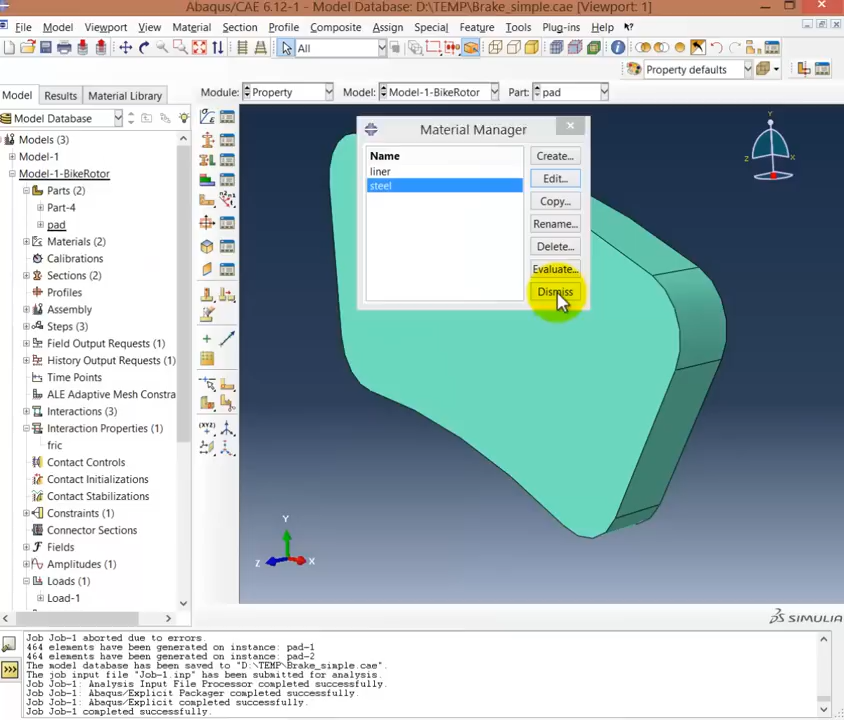 Abaqus/CAE 6.12-1 - Model Database: D:\TEMP\Brake_simple.cae [Viewport: 1]
File Model Viewport View Material Section Profile Composite Assign Special Feature Tools Plug-ins Help
All
Property defaults
Model Results Material Library
Module: Property Model: Model-1-BikeRotor Part: pad
Model Database
Models (3)
Model-1
Model-1-BikeRotor
Parts (2)
Part-4
pad
Materials (2)
Calibrations
Sections (2)
Profiles
Assembly
Steps (3)
Field Output Requests (1)
History Output Requests (1)
Time Points
ALE Adaptive Mesh Constra
Interactions (3)
Interaction Properties (1)
fric
Contact Controls
Contact Initializations
Contact Stabilizations
Constraints (1)
Connector Sections
Fields
Amplitudes (1)
Loads (1)
Load-1
Material Manager
Name
liner
steel
Create...
Edit...
Copy...
Rename...
Delete...
Evaluate...
Dismiss
Y
Z X
Y
Z X
(XYZ)
SIMULIA
Job Job-1 aborted due to errors.
464 elements have been generated on instance: pad-1
464 elements have been generated on instance: pad-2
The model database has been saved to "D:\TEMP\Brake_simple.cae".
The job input file "Job-1.inp" has been submitted for analysis.
Job Job-1: Analysis Input File Processor completed successfully.
Job Job-1: Abaqus/Explicit Packager completed successfully.
Job Job-1: Abaqus/Explicit completed successfully.
Job Job-1 completed successfully.